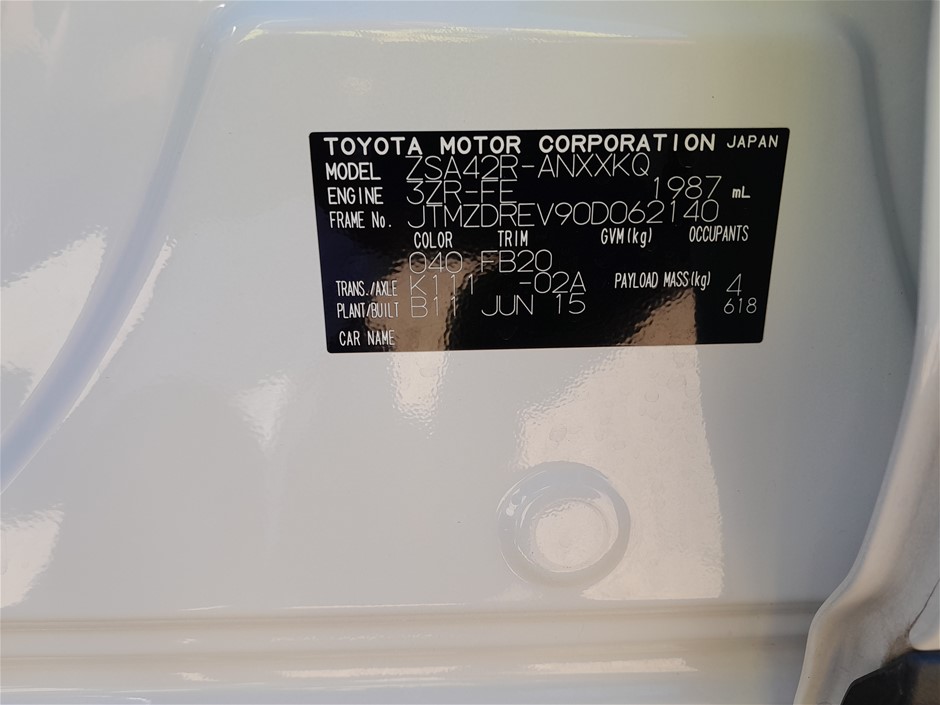 TOYOTA MOTOR CORPORATION JAPAN
MODEL ZSA42R-ANXXKQ
ENGINE 3ZR-FE 1987 mL
FRAME No. JTMZDREV90D062140
COLOR TRIM GVM(kg) OCCUPANTS
040 FB20
TRANS./AXLE K111 -02A PAYLOAD MASS(kg) 4
PLANT/BUILT B11 JUN 15 618
CAR NAME